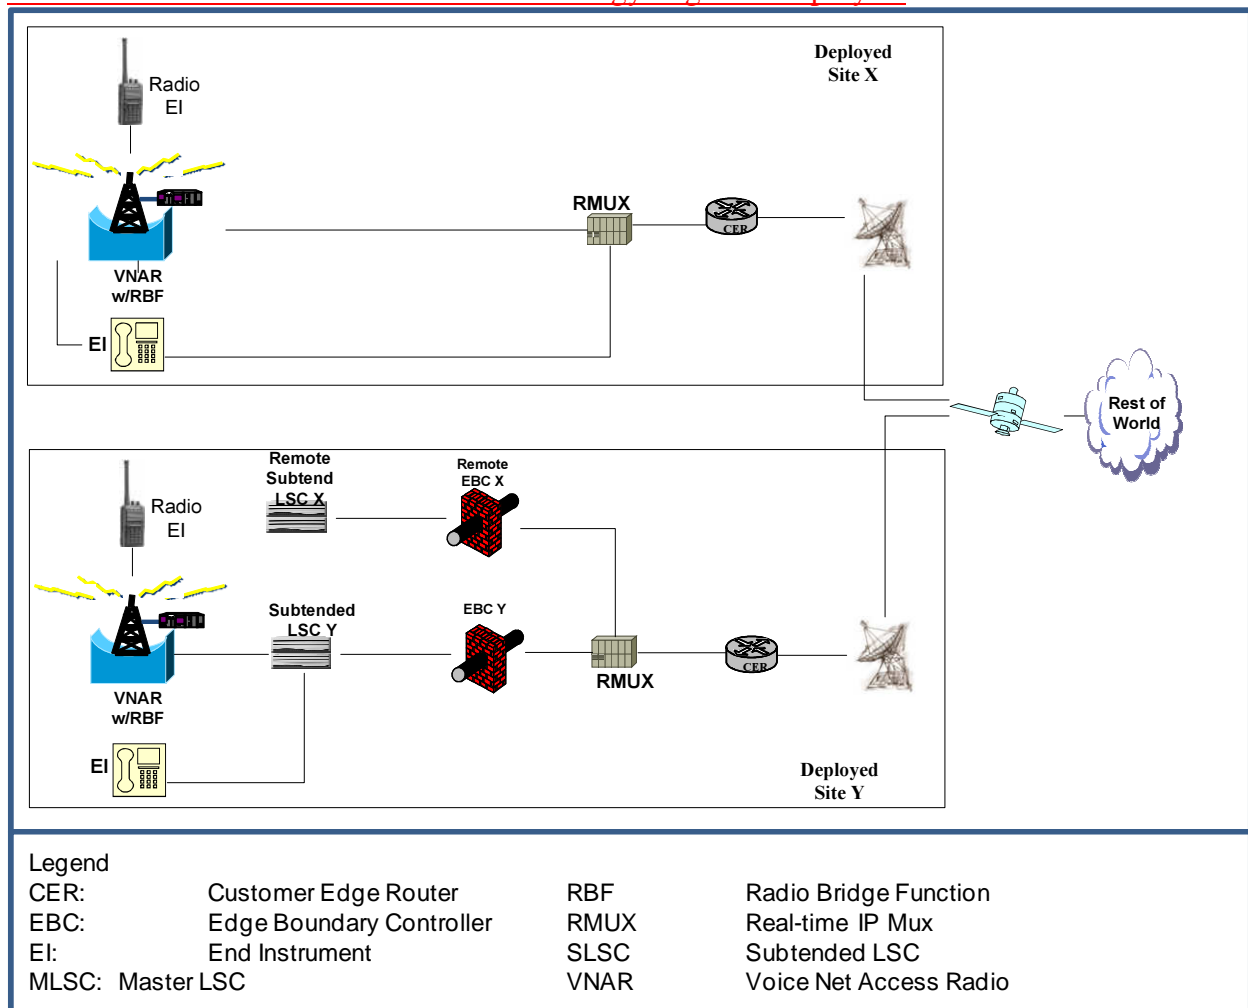 Deployed
Site X
Radio
EI
RMUX
CER
VNAR
w/RBF
EI
Rest of
World
Remote
Subtend
LSC X
Remote
EBC X
Radio
EI
Subtended
LSC Y
EBC Y
RMUX
CER
VNAR
w/RBF
EI
Deployed
Site Y
Legend
CER: Customer Edge Router RBF Radio Bridge Function
EBC: Edge Boundary Controller RMUX Real-time IP Mux
EI: End Instrument SLSC Subtended LSC
MLSC: Master LSC VNAR Voice Net Access Radio